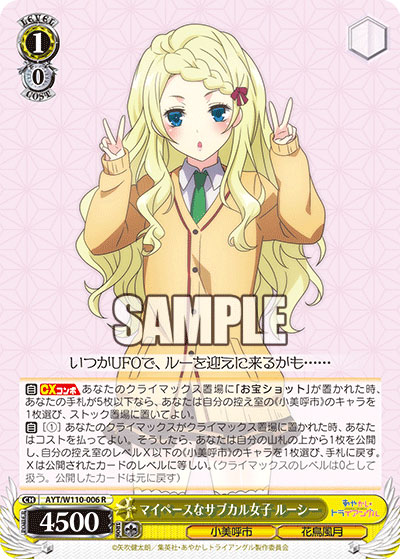 LEVEL
1
0
COST
SAMPLE
いつかUFOで、ルーを迎えに来るかも……
自 CXコンボ あなたのクライマックス置場に「お宝ショット」が置かれた時、
あなたの手札が5枚以下なら、あなたは自分の控え室の《小美呼市》のキャラを
1枚選び、ストック置場に置いてよい。
自 [①] あなたのクライマックスがクライマックス置場に置かれた時、あな
たはコストを払ってよい。そうしたら、あなたは自分の山札の上から1枚を公開
し、自分の控え室のレベルX以下の《小美呼市》のキャラを1枚選び、手札に戻す。
Xは公開されたカードのレベルに等しい。(クライマックスのレベルは0として
扱う。公開したカードは元に戻す)
CH AYT/W110-006 R
マイペースなサブカル女子 ルーシー
あやかしトライアングル
4500
小美呼市
花鳥風月
©矢吹健太朗／集英社・あやかしトライアングル製作委員会